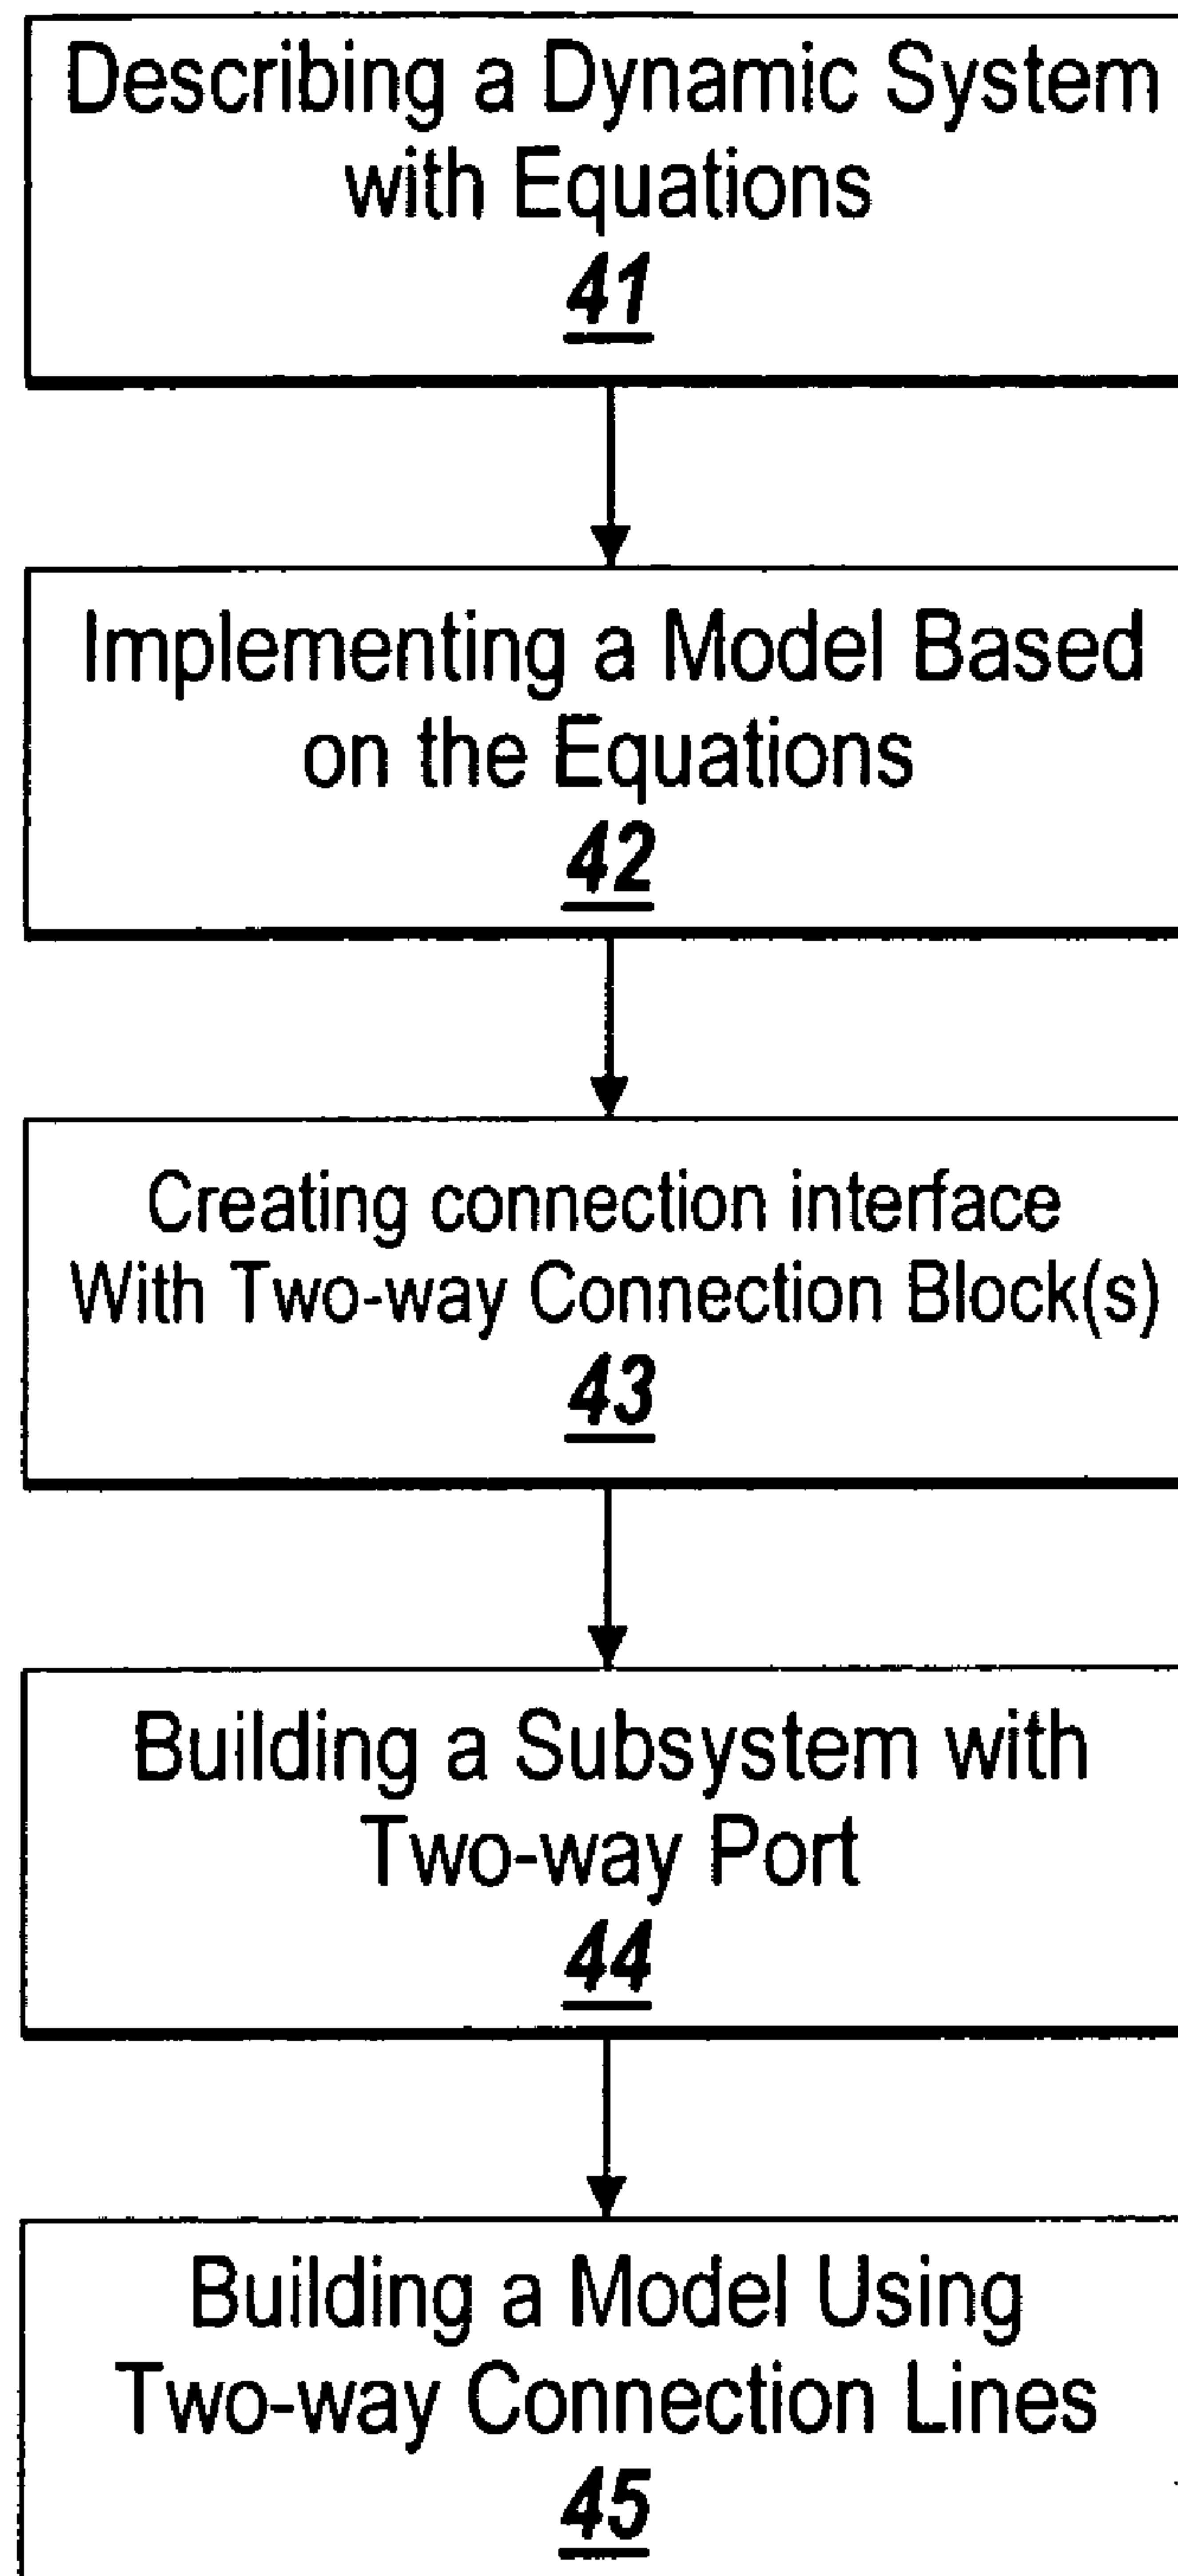 Describing a Dynamic System
with Equations
41
Implementing a Model Based
on the Equations
42
Creating connection interface
With Two-way Connection Block(s)
43
Building a Subsystem with
Two-way Port
44
Building a Model Using
Two-way Connection Lines
45